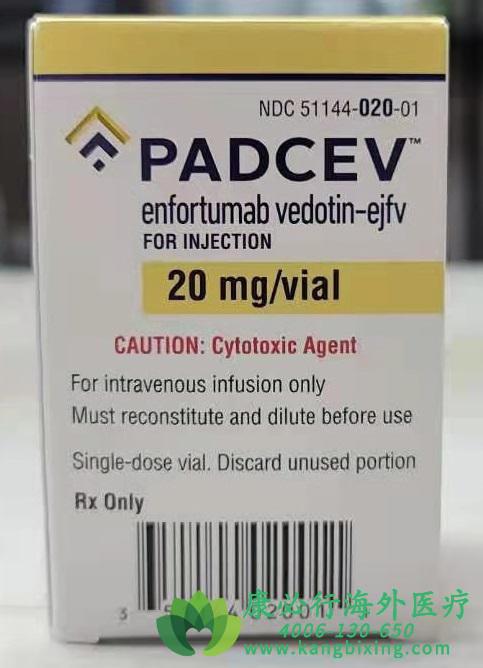 NDC 51144-020-01
PADCEV™
enfortumab vedotin-ejfv
FOR INJECTION
20 mg/vial
CAUTION: Cytotoxic Agent
For intravenous infusion only
Must reconstitute and dilute before use
Single-dose vial. Discard unused portion
Rx Only
康必行海外医疗
4006-130-650
www.kangbixing.com